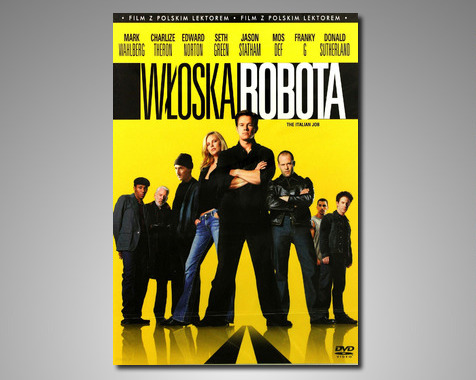 • FILM Z POLSKIM LEKTOREM • FILM Z POLSKIM LEKTOREM •
MARK WAHLBERG CHARLIZE THERON EDWARD NORTON SETH GREEN JASON STATHAM MOS DEF FRANKY G DONALD SUTHERLAND
WŁOSKA ROBOTA
THE ITALIAN JOB
DVD
VIDEO